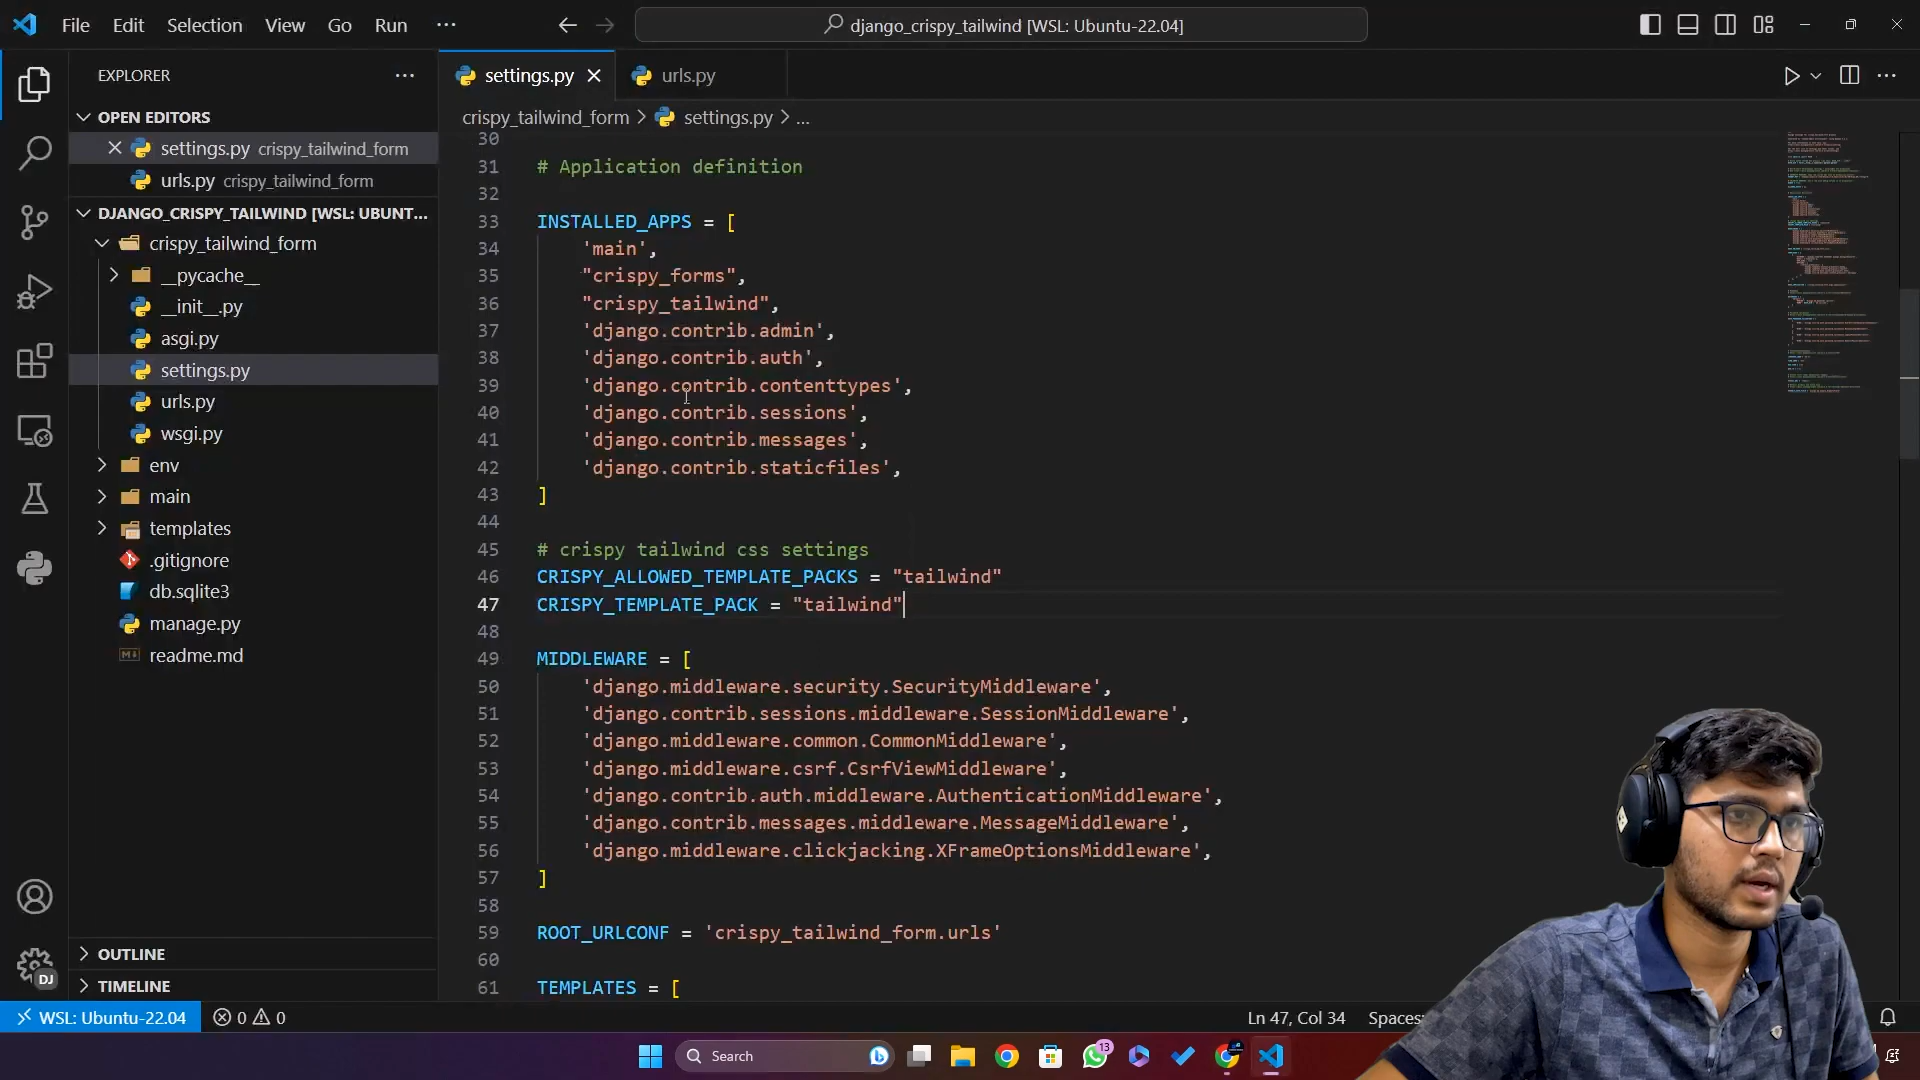 File Edit Selection View Go Run ···
django_crispy_tailwind [WSL: Ubuntu-22.04]
EXPLORER
OPEN EDITORS
settings.py crispy_tailwind_form
urls.py crispy_tailwind_form
DJANGO_CRISPY_TAILWIND [WSL: UBUNT...
crispy_tailwind_form
__pycache__
__init__.py
asgi.py
settings.py
urls.py
wsgi.py
env
main
templates
.gitignore
db.sqlite3
manage.py
readme.md
OUTLINE
TIMELINE
settings.py
urls.py
crispy_tailwind_form > settings.py > ...
30
31 # Application definition
32
33 INSTALLED_APPS = [
34 'main',
35 "crispy_forms",
36 "crispy_tailwind",
37 'django.contrib.admin',
38 'django.contrib.auth',
39 'django.contrib.contenttypes',
40 'django.contrib.sessions',
41 'django.contrib.messages',
42 'django.contrib.staticfiles',
43 ]
44
45 # crispy tailwind css settings
46 CRISPY_ALLOWED_TEMPLATE_PACKS = "tailwind"
47 CRISPY_TEMPLATE_PACK = "tailwind"
48
49 MIDDLEWARE = [
50 'django.middleware.security.SecurityMiddleware',
51 'django.contrib.sessions.middleware.SessionMiddleware',
52 'django.middleware.common.CommonMiddleware',
53 'django.middleware.csrf.CsrfViewMiddleware',
54 'django.contrib.auth.middleware.AuthenticationMiddleware',
55 'django.contrib.messages.middleware.MessageMiddleware',
56 'django.middleware.clickjacking.XFrameOptionsMiddleware',
57 ]
58
59 ROOT_URLCONF = 'crispy_tailwind_form.urls'
60
61 TEMPLATES = [
DJ
WSL: Ubuntu-22.04 0 0
Ln 47, Col 34 Spaces:
Search
13